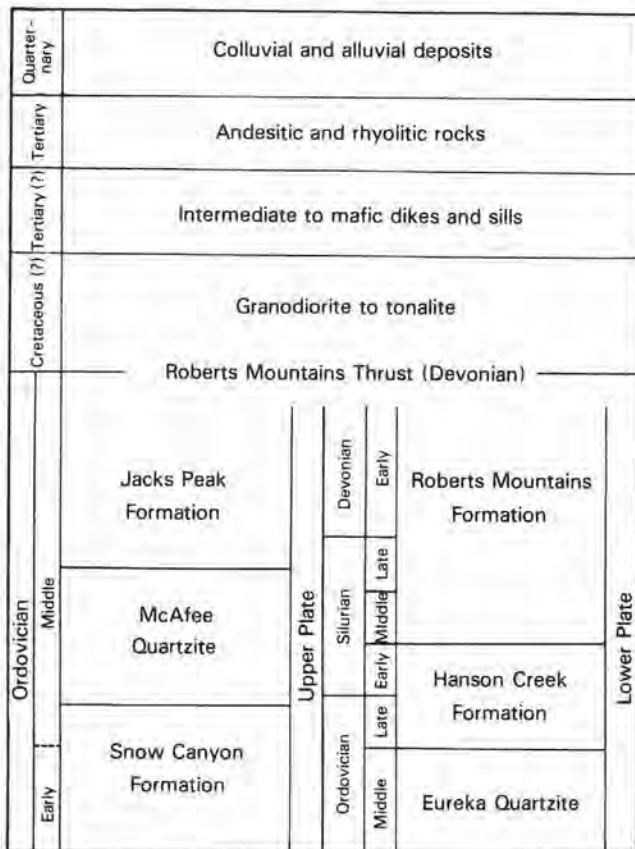 Quarter-
nary
Colluvial and alluvial deposits
Tertiary
Andesitic and rhyolitic rocks
Tertiary (?)
Intermediate to mafic dikes and sills
Cretaceous (?)
Granodiorite to tonalite
Roberts Mountains Thrust (Devonian)
Ordovician
Middle
Early
Jacks Peak
Formation
McAfee
Quartzite
Snow Canyon
Formation
Upper Plate
Devonian
Early
Silurian
Late
Middle
Early
Ordovician
Late
Middle
Roberts Mountains
Formation
Hanson Creek
Formation
Eureka Quartzite
Lower Plate